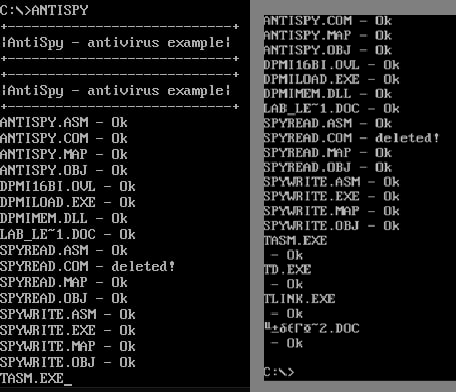 C:\>ANTISPY
+-----------------------------+
|AntiSpy - antivirus example|
+-----------------------------+
+-----------------------------+
|AntiSpy - antivirus example|
+-----------------------------+
ANTISPY.ASM - Ok
ANTISPY.COM - Ok
ANTISPY.MAP - Ok
ANTISPY.OBJ - Ok
DPMI16BI.OVL - Ok
DPMILOAD.EXE - Ok
DPMIMEM.DLL - Ok
LAB_LE~1.DOC - Ok
SPYREAD.ASM - Ok
SPYREAD.COM - deleted!
SPYREAD.MAP - Ok
SPYREAD.OBJ - Ok
SPYWRITE.ASM - Ok
SPYWRITE.EXE - Ok
SPYWRITE.MAP - Ok
SPYWRITE.OBJ - Ok
TASM.EXE_
ANTISPY.COM - Ok
ANTISPY.MAP - Ok
ANTISPY.OBJ - Ok
DPMI16BI.OVL - Ok
DPMILOAD.EXE - Ok
DPMIMEM.DLL - Ok
LAB_LE~1.DOC - Ok
SPYREAD.ASM - Ok
SPYREAD.COM - deleted!
SPYREAD.MAP - Ok
SPYREAD.OBJ - Ok
SPYWRITE.ASM - Ok
SPYWRITE.EXE - Ok
SPYWRITE.MAP - Ok
SPYWRITE.OBJ - Ok
TASM.EXE
- Ok
TD.EXE
- Ok
TLINK.EXE
- Ok
- Ok
C:\>